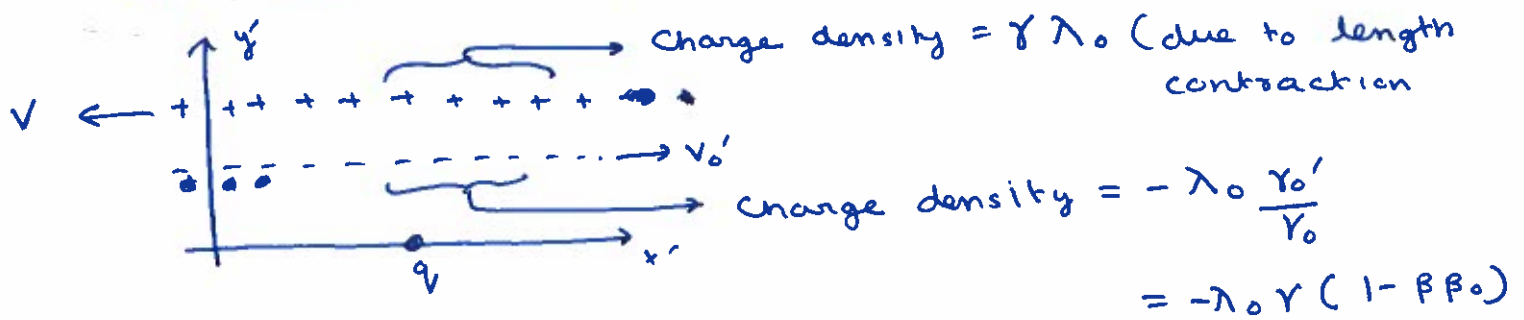 y'
Charge density = γ λ₀ (due to length
contraction
V ← + + + + + + + + + +
- - - - - - - - - - ... → V₀'
Charge density = - λ₀ γ₀'/γ₀
q x'
= -λ₀ γ ( 1- β β₀)